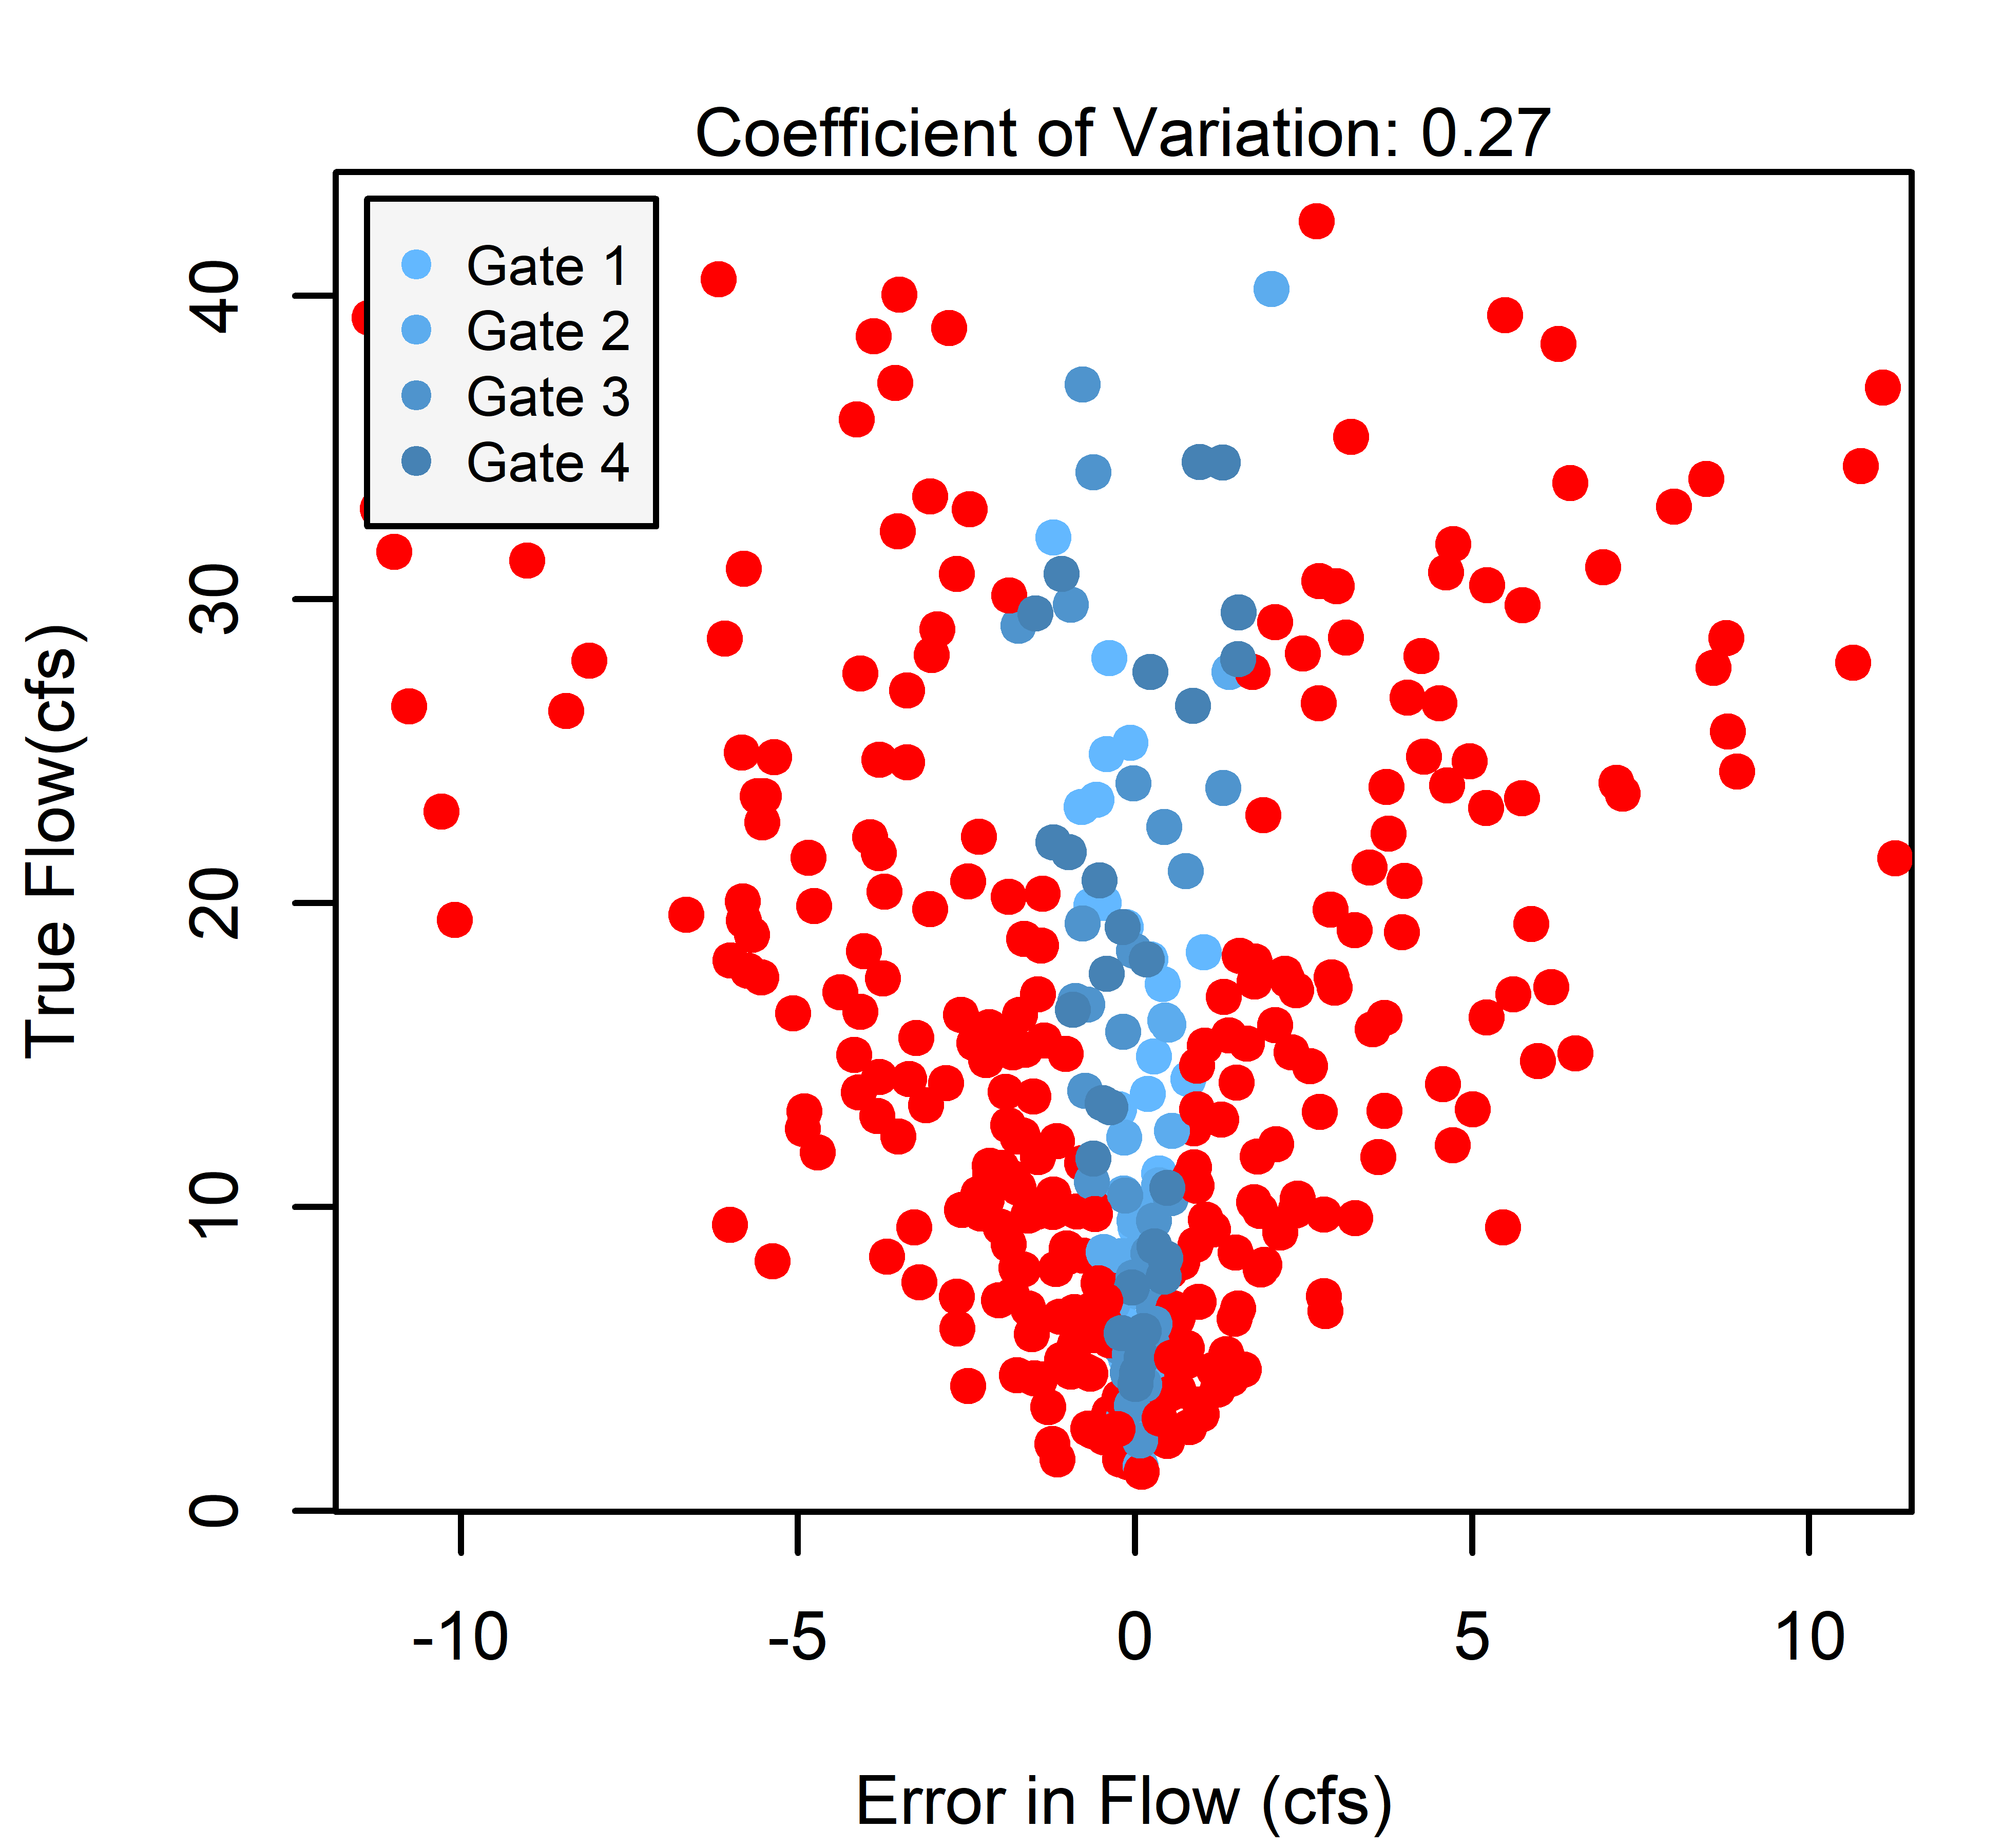 Coefficient of Variation: 0.27
Gate 1
Gate 2
Gate 3
Gate 4
True Flow(cfs)
40
30
20
10
0
-10 -5 0 5 10
Error in Flow (cfs)